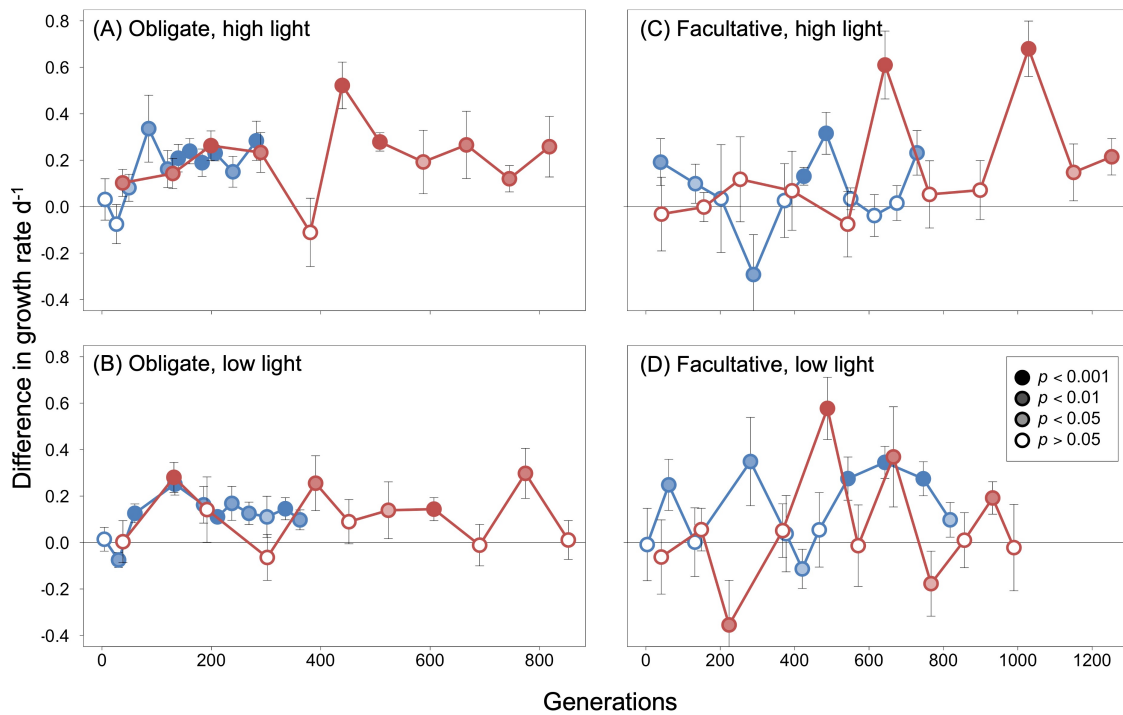 Difference in growth rate d-1
(A) Obligate, high light
0.8
0.6
0.4
0.2
0.0
-0.2
-0.4
(C) Facultative, high light
(B) Obligate, low light
0.8
0.6
0.4
0.2
0.0
-0.2
-0.4
0 200 400 600 800
(D) Facultative, low light
p < 0.001
p < 0.01
p < 0.05
p > 0.05
0 200 400 600 800 1000 1200
Generations